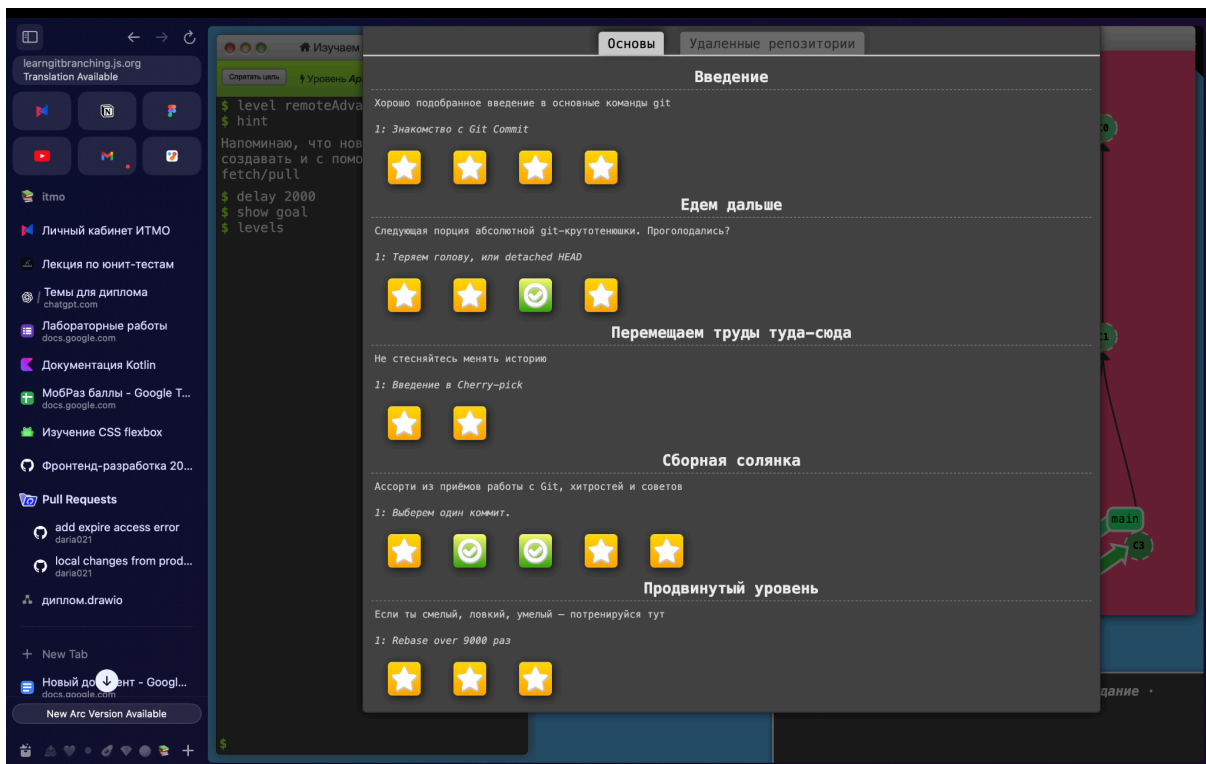 learngitbranching.js.org
Translation Available
itmo
Личный кабинет ИТМО
Лекция по юнит-тестам
/ Темы для диплома
chatgpt.com
Лабораторные работы
docs.google.com
Документация Kotlin
МобРаз баллы - Google T...
docs.google.com
Изучение CSS flexbox
Фронтенд-разработка 20...
Pull Requests
add expire access error
daria021
local changes from prod...
daria021
диплом.drawio
+ New Tab
Новый до ент - Googl...
docs.google.com
New Arc Version Available
Изучаем
Спрятать цель
Уровень
$ level remoteAdva
$ hint
Напоминаю, что нов
создавать и с помо
fetch/pull
$ delay 2000
$ show goal
$ levels
$
Основы
Удаленные репозитории
Введение
Хорошо подобранное введение в основные команды git
1: Знакомство с Git Commit
Едем дальше
Следующая порция абсолютной git-крутотенюшки. Проголодались?
1: Теряем голову, или detached HEAD
Перемещаем труды туда-сюда
Не стесняйтесь менять историю
1: Введение в Cherry-pick
Сборная солянка
Ассорти из приёмов работы с Git, хитростей и советов
1: Выберем один коммит.
Продвинутый уровень
Если ты смелый, ловкий, умелый — потренируйся тут
1: Rebase over 9000 раз
main
C3
дание ·